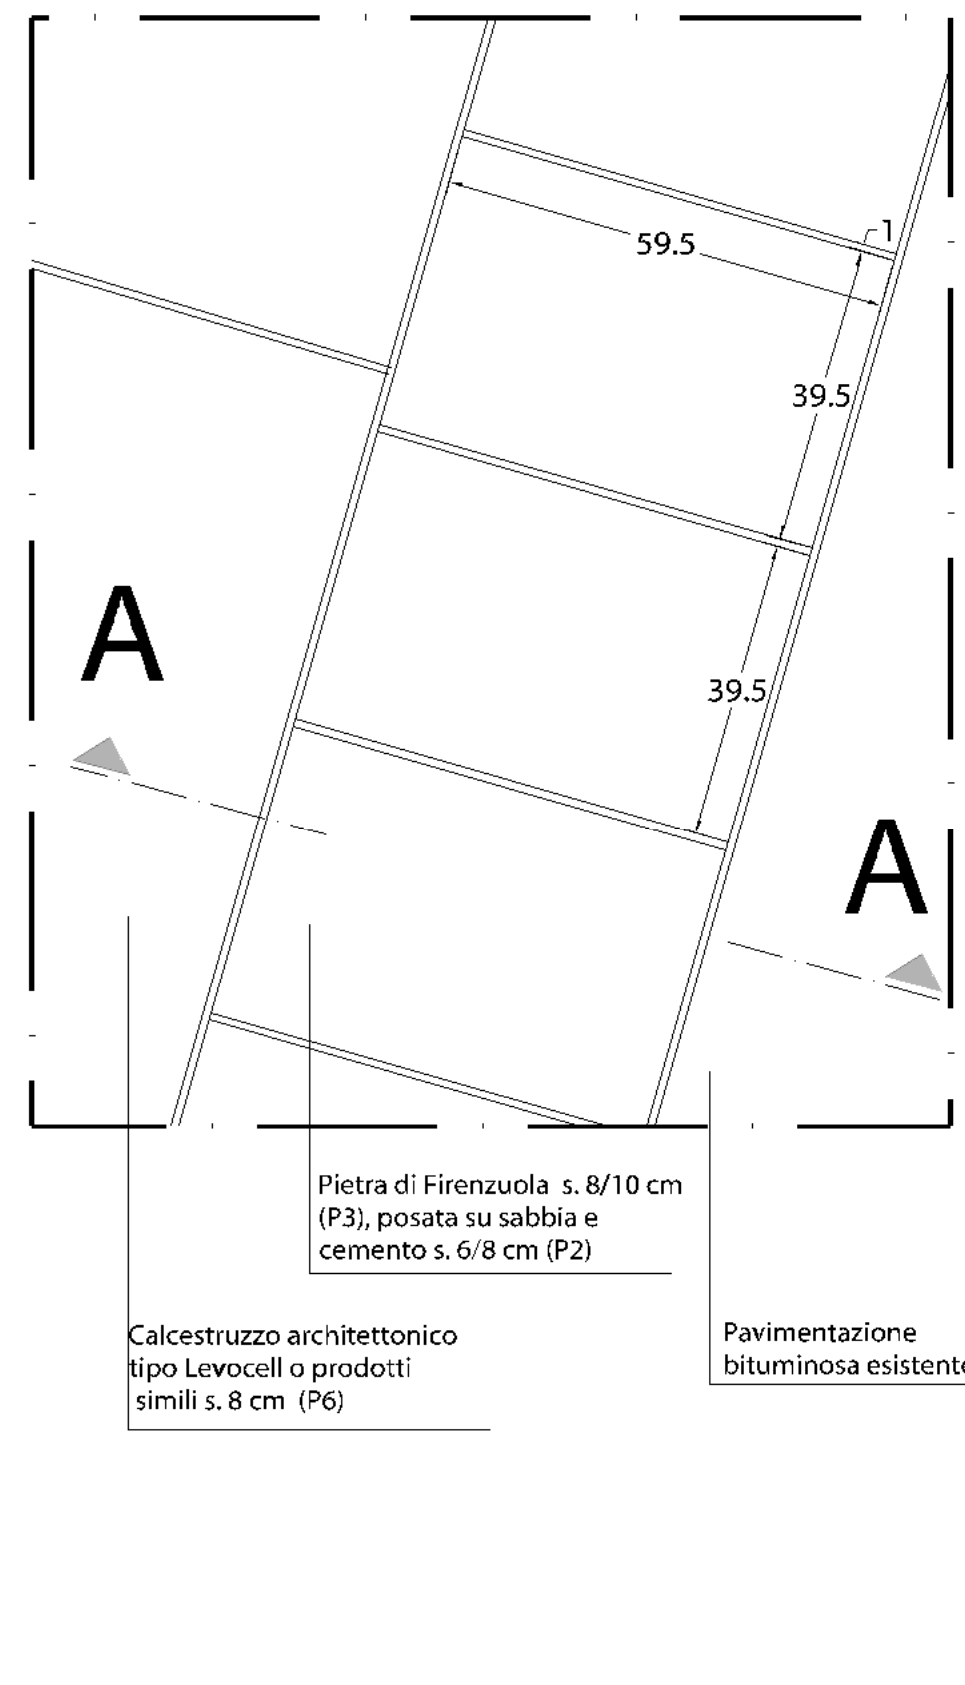 1
59.5
39.5
A
39.5
A
Pietra di Firenzuola s. 8/10 cm
(P3), posata su sabbia e
cemento s. 6/8 cm (P2)
Calcestruzzo architettonico
tipo Levocell o prodotti
simili s. 8 cm (P6)
Pavimentazione
bituminosa esistente